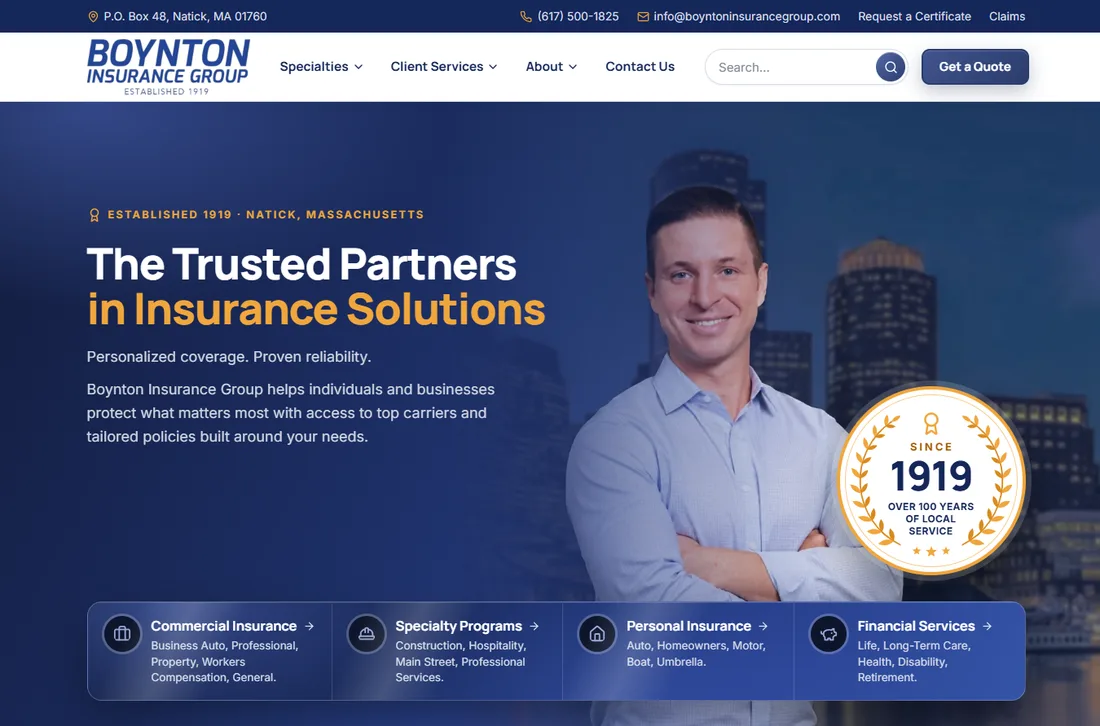 P.O. Box 48, Natick, MA 01760
(617) 500-1825
info@boyntoninsurancegroup.com
Request a Certificate
Claims
BOYNTON
INSURANCE GROUP
ESTABLISHED 1919
Specialties
Client Services
About
Contact Us
Search...
Get a Quote
ESTABLISHED 1919 · NATICK, MASSACHUSETTS
The Trusted Partners
in Insurance Solutions
Personalized coverage. Proven reliability.
Boynton Insurance Group helps individuals and businesses
protect what matters most with access to top carriers and
tailored policies built around your needs.
SINCE
1919
OVER 100 YEARS
OF LOCAL
SERVICE
Commercial Insurance
Business Auto, Professional,
Property, Workers
Compensation, General.
Specialty Programs
Construction, Hospitality,
Main Street, Professional
Services.
Personal Insurance
Auto, Homeowners, Motor,
Boat, Umbrella.
Financial Services
Life, Long-Term Care,
Health, Disability,
Retirement.